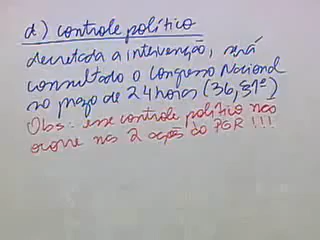 d) controle político
decretada a intervenção, será
consultado o Congresso Nacional
no prazo de 24 horas (36, §1º)
Obs: esse controle político não
ocorre nas 2 ações do PGR !!!